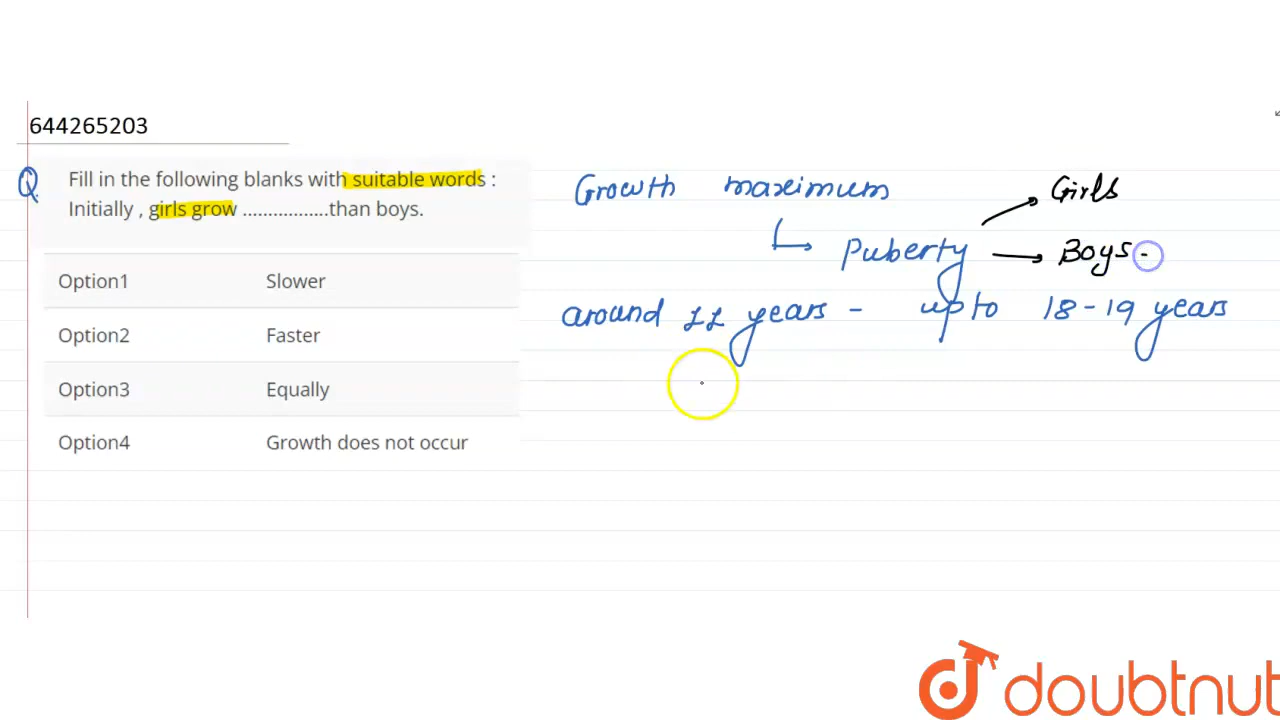 644265203
Q Fill in the following blanks with suitable words :
Initially , girls grow .................than boys.
Option1 Slower
Option2 Faster
Option3 Equally
Option4 Growth does not occur
Growth maximum
Puberty
Girls
Boys -
around 11 years - upto 18-19 years
doubtnut